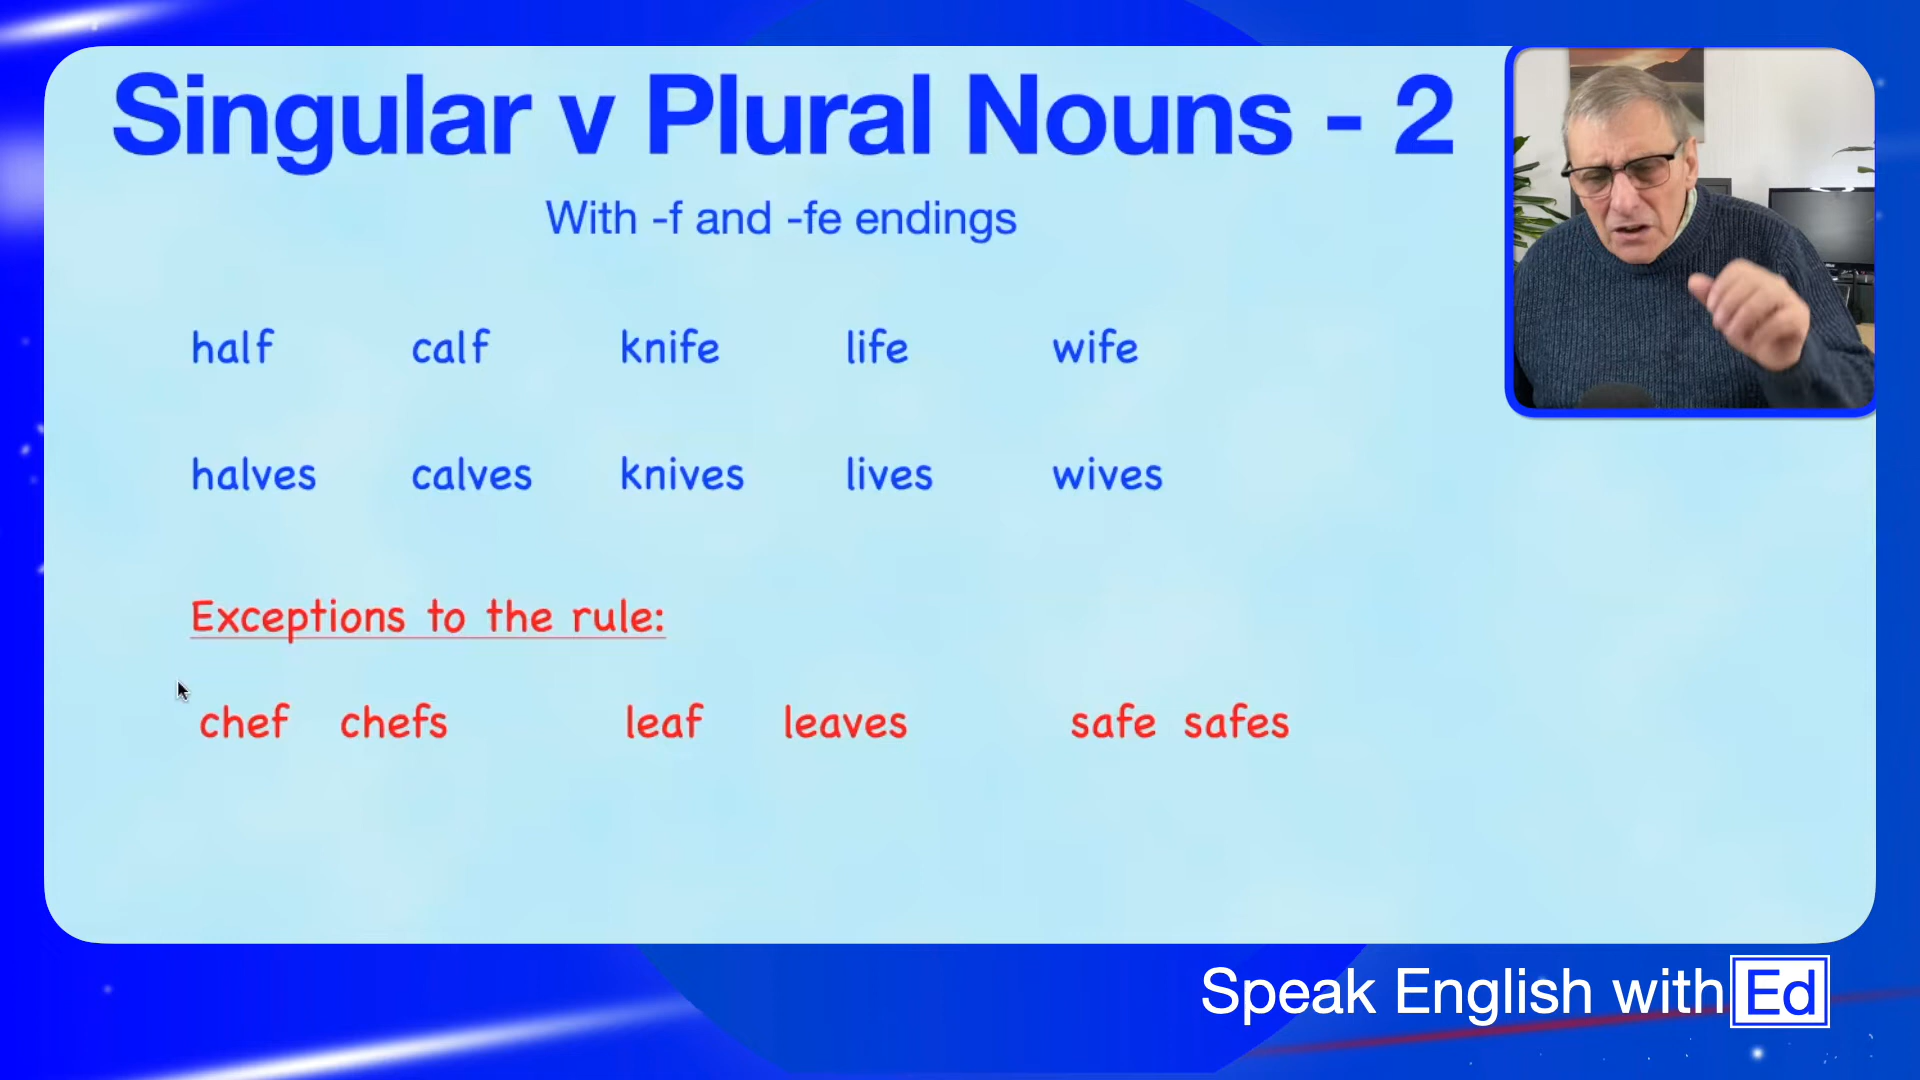 Singular v Plural Nouns - 2
With -f and -fe endings
half calf knife life wife
halves calves knives lives wives
Exceptions to the rule:
chef chefs leaf leaves safe safes
Speak English with Ed